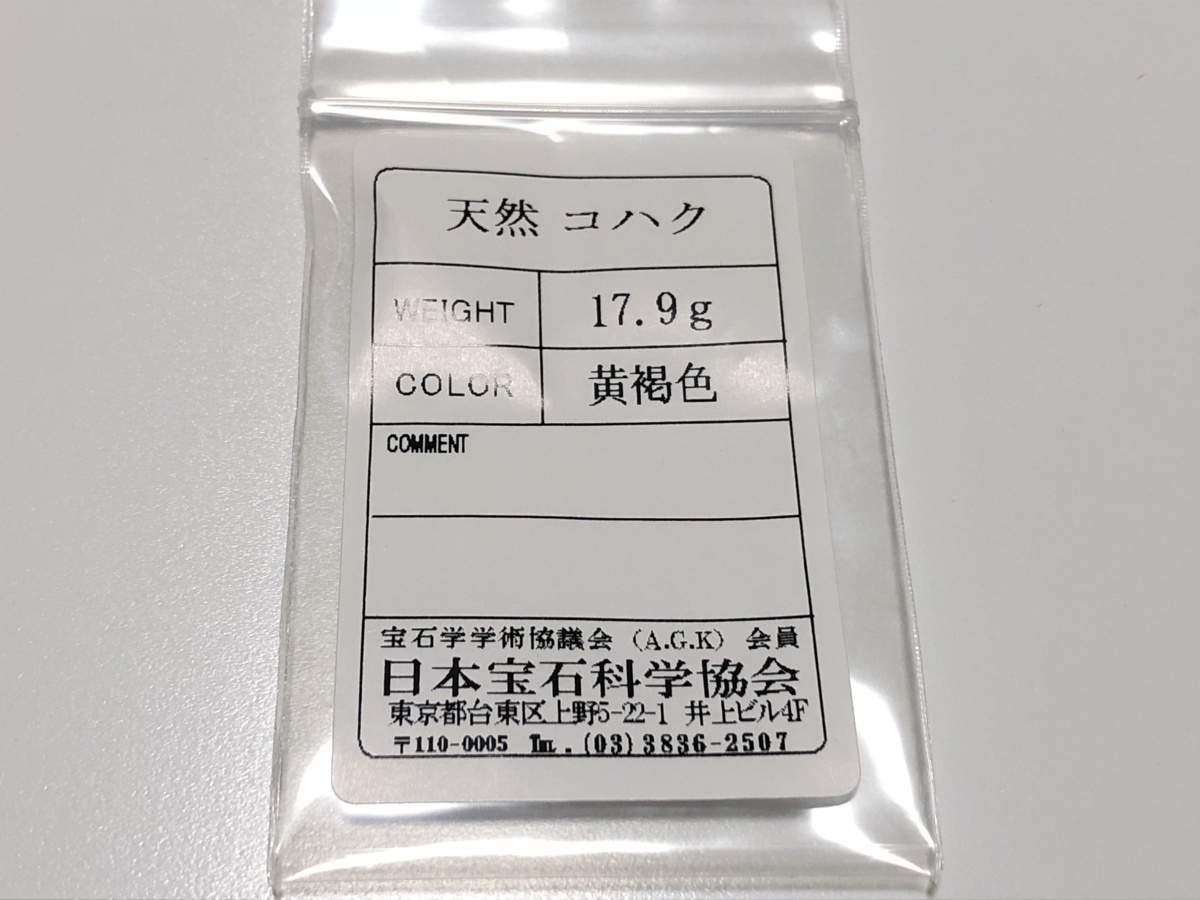 天然 コハク
WEIGHT 17.9g
COLOR 黄褐色
COMMENT
宝石学学術協議会 (A.G.K) 会員
日本宝石科学協会
東京都台東区上野5-22-1 井上ビル4F
〒110-0005 ℡.(03)3836-2507